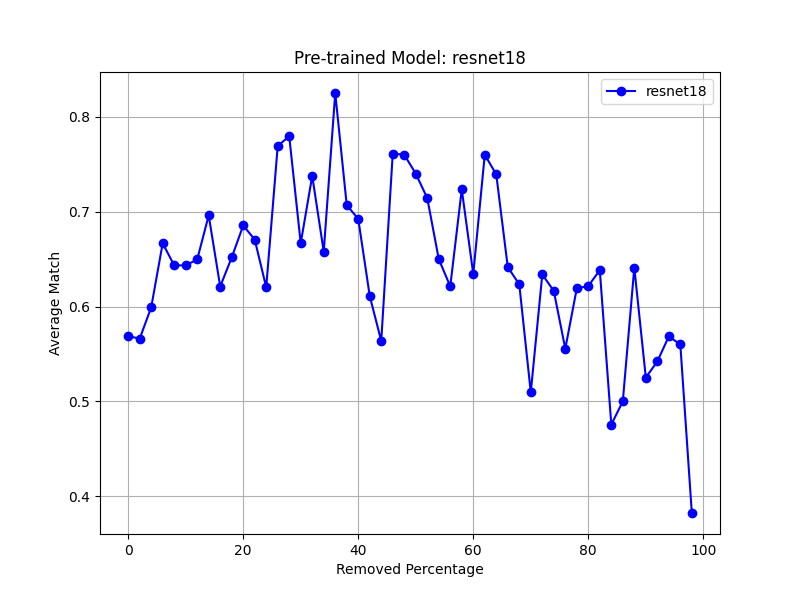 Pre-trained Model: resnet18
resnet18
Average Match
0.8
0.7
0.6
0.5
0.4
0 20 40 60 80 100
Removed Percentage